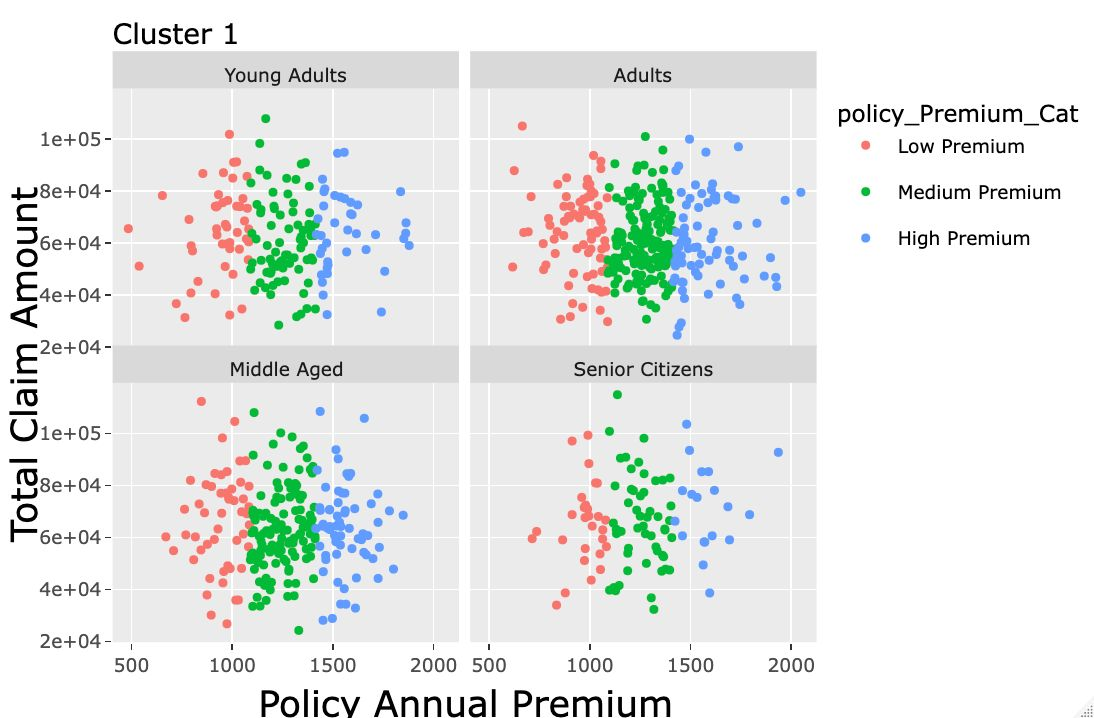 Cluster 1
Young Adults
Adults
policy_Premium_Cat
Low Premium
Medium Premium
High Premium
Total Claim Amount
1e+05
8e+04
6e+04
4e+04
2e+04
Middle Aged
Senior Citizens
1e+05
8e+04
6e+04
4e+04
2e+04
500 1000 1500 2000 500 1000 1500 2000
Policy Annual Premium